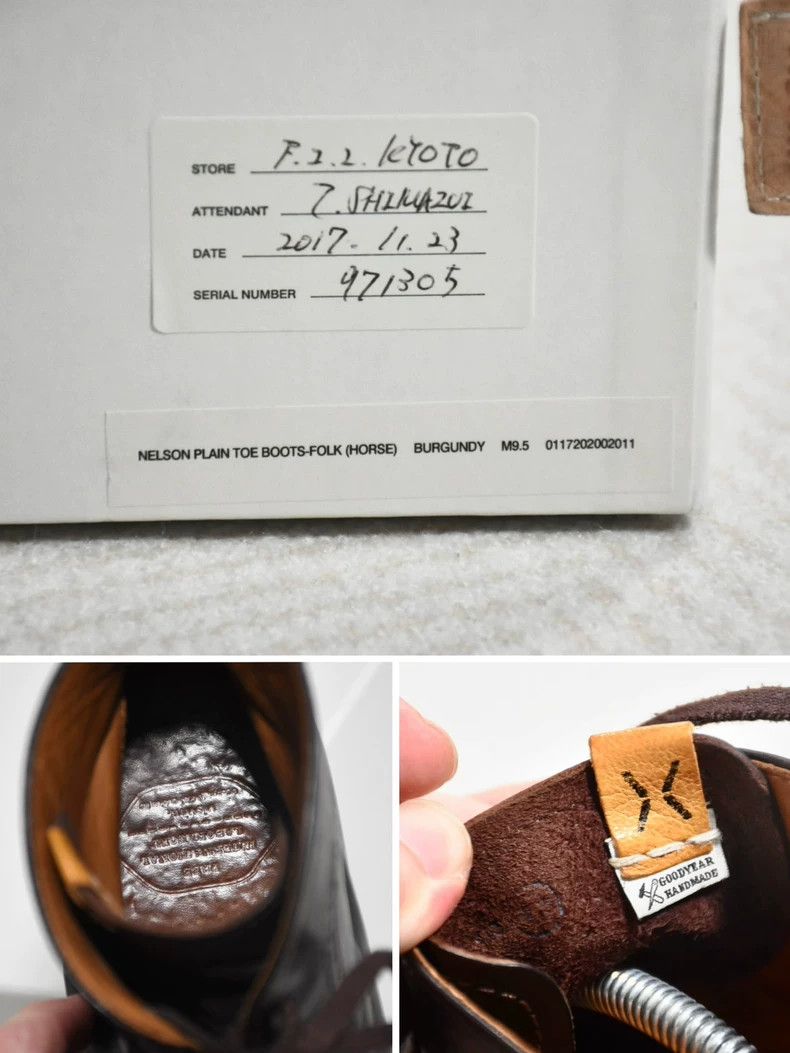 STORE F.I.L. KYOTO
ATTENDANT T. SHIMAZUI
DATE 2017. 11. 23
SERIAL NUMBER 971305
NELSON PLAIN TOE BOOTS-FOLK (HORSE) BURGUNDY M9.5 0117202002011
GOODYEAR
HANDMADE